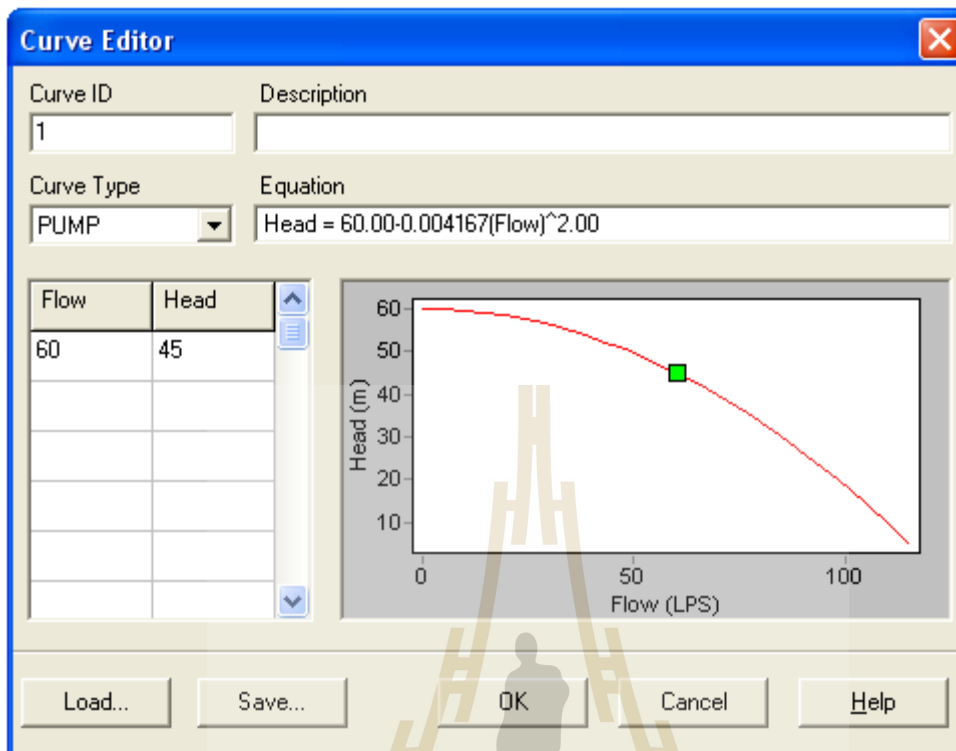 Curve Editor
Curve ID Description
1
Curve Type Equation
PUMP Head = 60.00-0.004167(Flow)^2.00
Flow Head
60 45
60
50
40
30
20
10
Head (m)
0 50 100
Flow (LPS)
Load... Save... OK Cancel Help